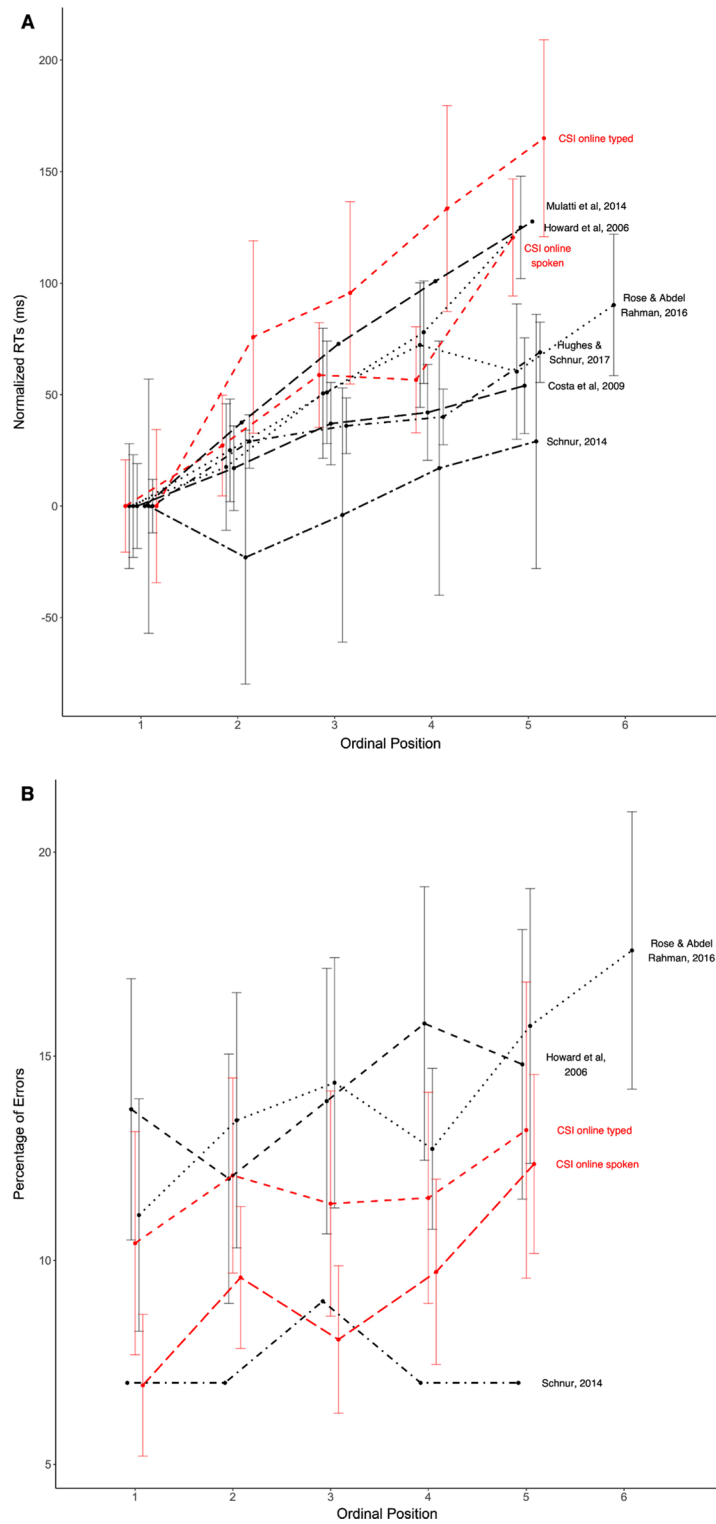 A
200
150
100
50
0
-50
Normalized RTs (ms)
CSI online typed
Mulatti et al, 2014
Howard et al, 2006
CSI online
spoken
Rose & Abdel
Rahman, 2016
Hughes &
Schnur, 2017
Costa et al, 2009
Schnur, 2014
1 2 3 4 5 6
Ordinal Position
B
20
15
10
5
Percentage of Errors
Rose & Abdel
Rahman, 2016
Howard et al,
2006
CSI online typed
CSI online spoken
Schnur, 2014
1 2 3 4 5 6
Ordinal Position